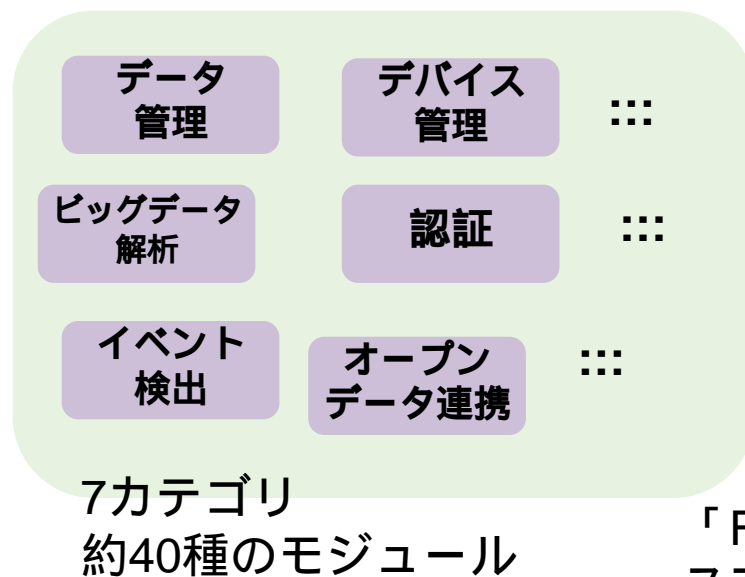 データ
管理
デバイス
管理
:::
ビッグデータ
解析
認証
:::
イベント
検出
オープン
データ連携
:::
7カテゴリ
約40種のモジュール
「F